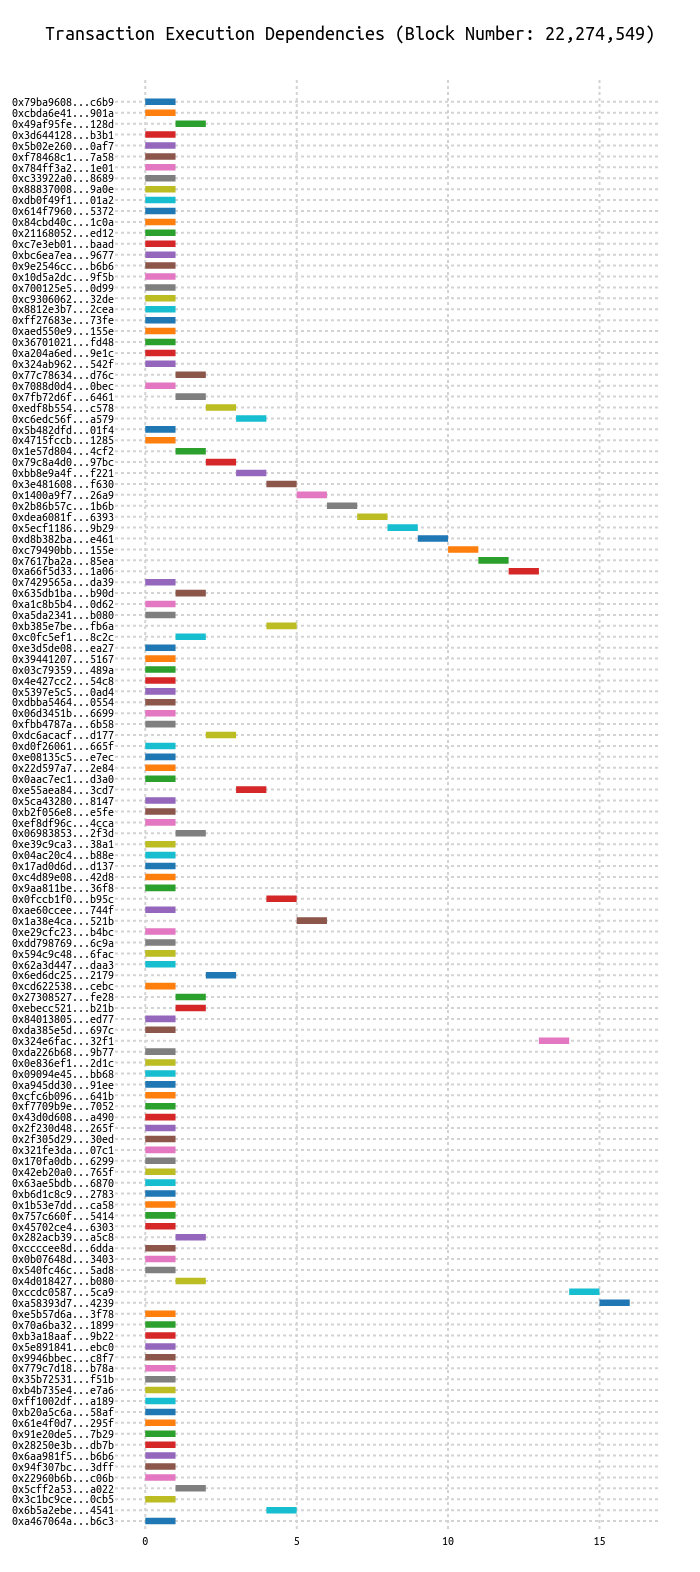 Transaction Execution Dependencies (Block Number: 22,274,549)
0x79ba9608...c6b9
0xcbda6e41...901a
0x49af95fe...128d
0x3d644128...b3b1
0x5b02e260...0af7
0xf78468c1...7a58
0x784ff3a2...1e01
0xc33922a0...8689
0x88837008...9a0e
0xdb0f49f1...01a2
0x614f7960...5372
0x84cbd40c...1c0a
0x21168052...ed12
0xc7e3eb01...baad
0xbc6ea7ea...9677
0x9e2546cc...b6b6
0x10d5a2dc...9f5b
0x700125e5...0d99
0xc9306062...32de
0x8812e3b7...2cea
0xff27683e...73fe
0xaed550e9...155e
0x36701021...fd48
0xa204a6ed...9e1c
0x324ab962...542f
0x77c78634...d76c
0x7088d0d4...0bec
0x7fb72d6f...6461
0xedf8b554...c578
0xc6edc56f...a579
0x5b482dfd...01f4
0x4715fccb...1285
0x1e57d804...4cf2
0x79c8a4d0...97bc
0xbb8e9a4f...f221
0x3e481608...f630
0x1400a9f7...26a9
0x2b86b57c...1b6b
0xdea6081f...6393
0x5ecf1186...9b29
0xd8b382ba...e461
0xc79490bb...155e
0x7617ba2a...85ea
0xa66f5d33...1a06
0x7429565a...da39
0x635db1ba...b90d
0xa1c8b5b4...0d62
0xa5da2341...b080
0xb385e7be...fb6a
0xc0fc5ef1...8c2c
0xe3d5de08...ea27
0x39441207...5167
0x03c79359...489a
0x4e427cc2...54c8
0x5397e5c5...0ad4
0xdbba5464...0554
0x06d3451b...6699
0xfbb4787a...6b58
0xdc6acacf...d177
0xd0f26061...665f
0xe08135c5...e7ec
0x22d597a7...2e84
0x0aac7ec1...d3a0
0xe55aea84...3cd7
0x5ca43280...8147
0xb2f056e8...e5fe
0xef8df96c...4cca
0x06983853...2f3d
0xe39c9ca3...38a1
0x04ac20c4...b88e
0x17ad0d6d...d137
0xc4d89e08...42d8
0x9aa811be...36f8
0x0fccb1f0...b95c
0xae60ccee...744f
0x1a38e4ca...521b
0xe29cfc23...b4bc
0xdd798769...6c9a
0x594c9c48...6fac
0x62a3d447...daa3
0x6ed6dc25...2179
0xcd622538...cebc
0x27308527...fe28
0xebecc521...b21b
0x84013805...ed77
0xda385e5d...697c
0x324e6fac...32f1
0xda226b68...9b77
0x0e836ef1...2d1c
0x09094e45...bb68
0xa945dd30...91ee
0xcfc6b096...641b
0xf7709b9e...7052
0x43d0d608...a490
0x2f230d48...265f
0x2f305d29...30ed
0x321fe3da...07c1
0x170fa0db...6299
0x42eb20a0...765f
0x63ae5bdb...6870
0xb6d1c8c9...2783
0x1b53e7dd...ca58
0x757c660f...5414
0x45702ce4...6303
0x282acb39...a5c8
0xccccee8d...6dda
0x0b07648d...3403
0x540fc46c...5ad8
0x4d018427...b080
0xccdc0587...5ca9
0xa58393d7...4239
0xe5b57d6a...3f78
0x70a6ba32...1899
0xb3a18aaf...9b22
0x5e891841...ebc0
0x9946bbec...c8f7
0x779c7d18...b78a
0x35b72531...f51b
0xb4b735e4...e7a6
0xff1002df...a189
0xb20a5c6a...58af
0x61e4f0d7...295f
0x91e20de5...7b29
0x28250e3b...db7b
0x6aa981f5...b6b6
0x94f307bc...3dff
0x22960b6b...c06b
0x5cff2a53...a022
0x3c1bc9ce...0cb5
0x6b5a2ebe...4541
0xa467064a...b6c3
0 5 10 15